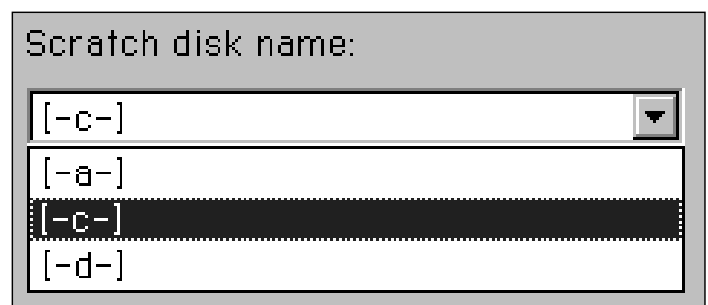 Scratch disk name:
[-c-]
[-a-]
[-c-]
[-d-]